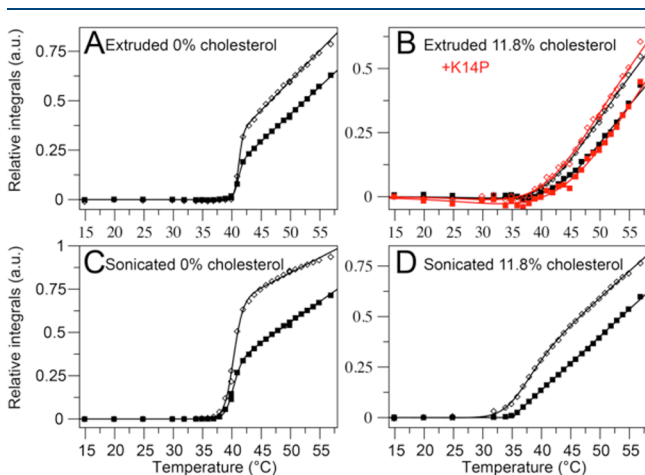 A Extruded 0% cholesterol
B Extruded 11.8% cholesterol
+K14P
Relative integrals (a.u.)
0.75
0.5
0.25
0
15 20 25 30 35 40 45 50 55
0.5
0.25
0
15 20 25 30 35 40 45 50 55
C Sonicated 0% cholesterol
D Sonicated 11.8% cholesterol
Relative integrals (a.u.)
1
0.75
0.5
0.25
0
15 20 25 30 35 40 45 50 55
Temperature (°C)
0.75
0.5
0.25
0
15 20 25 30 35 40 45 50 55
Temperature (°C)